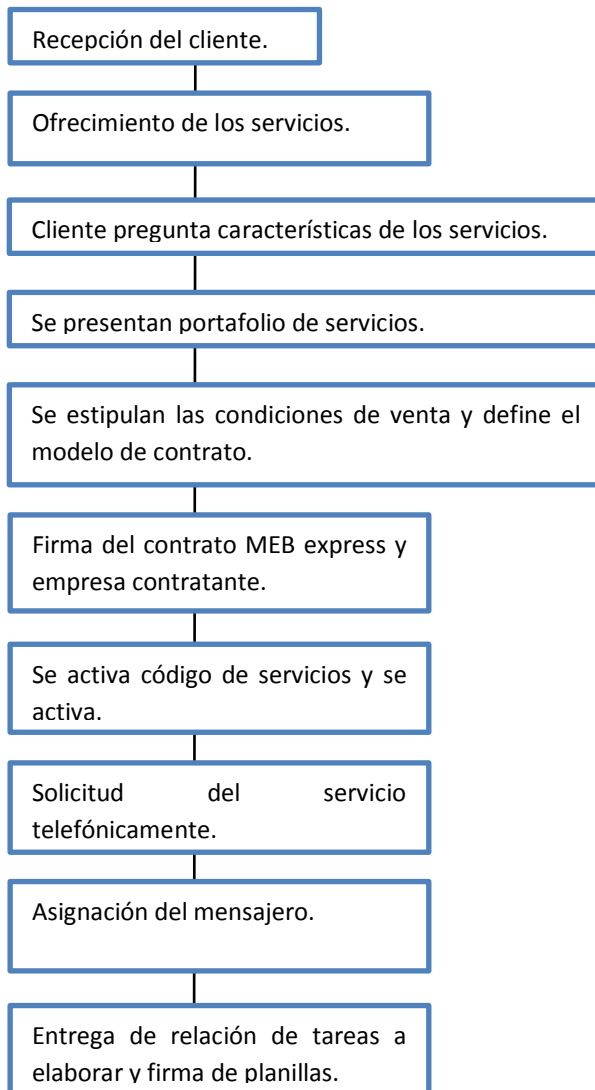 Recepción del cliente.
Ofrecimiento de los servicios.
Cliente pregunta características de los servicios.
Se presentan portafolio de servicios.
Se estipulan las condiciones de venta y define el
modelo de contrato.
Firma del contrato MEB express y
empresa contratante.
Se activa código de servicios y se
activa.
Solicitud del servicio
telefónicamente.
Asignación del mensajero.
Entrega de relación de tareas a
elaborar y firma de planillas.